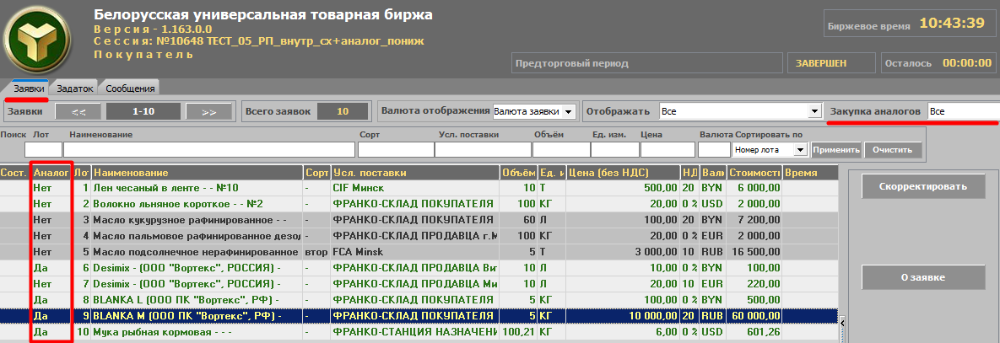 Белорусская универсальная товарная биржа
Версия - 1.163.0.0
Сессия: №10648 ТЕСТ_05_РП_внутр_сх+аналог_пониж
Покупатель
Биржевое время 10:43:39
Предторговый период ЗАВЕРШЕН Осталось 00:00:00
Заявки Задаток Сообщения
Заявки << 1-10 >> Всего заявок 10 Валюта отображения Валюта заявки Отображать Все Закупка аналогов Все
Поиск Лот Наименование Сорт Усл. поставки Объём Ед. изм. Цена Валюта Сортировать по
Номер лота Применить Очистить
Сост. Аналог Ло Наименование Сорт Усл. поставки Объём Ед. и Цена (без НДС) НД Валю Стоимость Время
Нет 1 Лен чесаный в ленте - - №10 - CIF Минск 10 Т 500,00 20 BYN 6 000,00
Нет 2 Волокно льняное короткое - - №2 - ФРАНКО-СКЛАД ПОКУПАТЕЛЯ 100 КГ 20,00 0 % USD 2 000,00
Нет 3 Масло кукурузное рафинированное - - - ФРАНКО-СКЛАД ПОКУПАТЕЛЯ 60 Л 100,00 20 BYN 7 200,00
Нет 4 Масло пальмовое рафинированное дезод - ФРАНКО-СКЛАД ПРОДАВЦА г.М 100 КГ 20,00 0 % EUR 2 000,00
Нет 5 Масло подсолнечное нерафинированное втор FCA Minsk 5 Т 3 000,00 10 RUB 16 500,00
Да 6 Desimix - (ООО "Вортекс", РОССИЯ) - - ФРАНКО-СКЛАД ПРОДАВЦА Вит 10 Л 10,00 0 % BYN 100,00
Нет 7 Desimix - (ООО "Вортекс", РОССИЯ) - - ФРАНКО-СКЛАД ПРОДАВЦА Ми 10 Л 20,00 10 EUR 220,00
Да 8 BLANKA L (ООО ПК "Вортекс", РФ) - - ФРАНКО-СКЛАД ПОКУПАТЕЛЯ 5 КГ 100,00 0 % BYN 500,00
Да 9 BLANKA M (ООО ПК "Вортекс", РФ) - - ФРАНКО-СКЛАД ПОКУПАТЕЛЯ 5 КГ 10 000,00 20 RUB 60 000,00
Да 10 Мука рыбная кормовая - - - - ФРАНКО-СТАНЦИЯ НАЗНАЧЕНИ 100,21 КГ 6,00 0 % USD 601,26
Скорректировать
О заявке